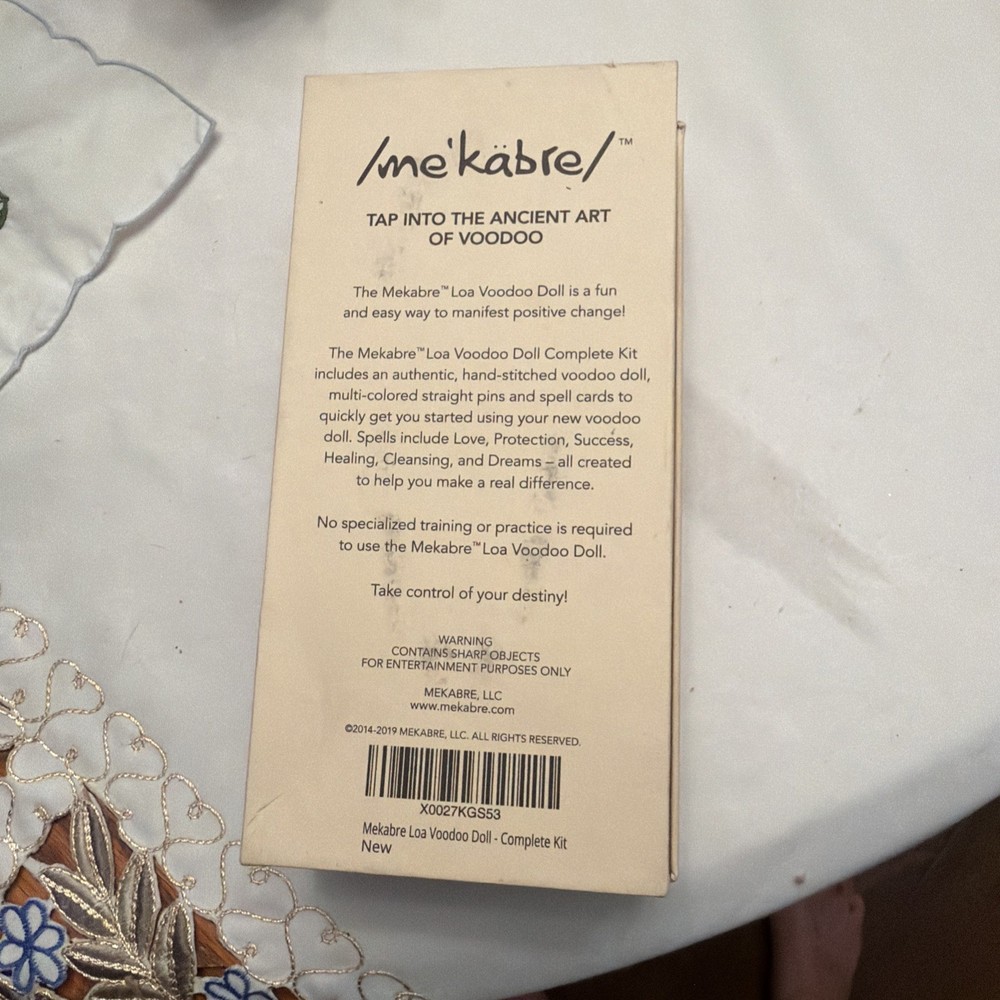 /me'käbre/™
TAP INTO THE ANCIENT ART
OF VOODOO
The Mekabre™ Loa Voodoo Doll is a fun
and easy way to manifest positive change!
The Mekabre™ Loa Voodoo Doll Complete Kit
includes an authentic, hand-stitched voodoo doll,
multi-colored straight pins and spell cards to
quickly get you started using your new voodoo
doll. Spells include Love, Protection, Success,
Healing, Cleansing, and Dreams – all created
to help you make a real difference.
No specialized training or practice is required
to use the Mekabre™ Loa Voodoo Doll.
Take control of your destiny!
WARNING
CONTAINS SHARP OBJECTS
FOR ENTERTAINMENT PURPOSES ONLY
MEKABRE, LLC
www.mekabre.com
©2014-2019 MEKABRE, LLC. ALL RIGHTS RESERVED.
X0027KGS53
Mekabre Loa Voodoo Doll - Complete Kit
New